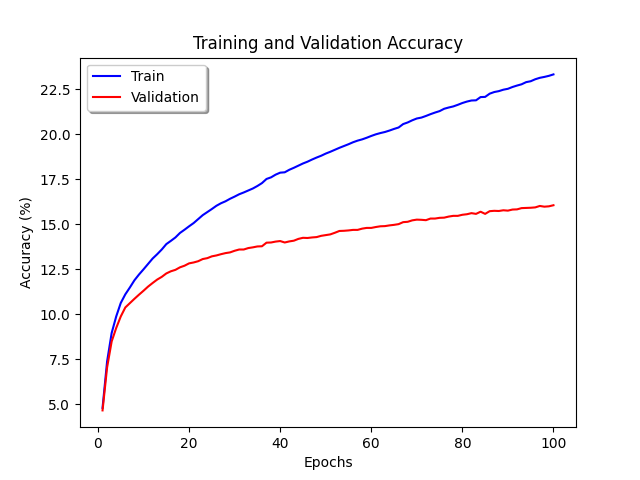 Training and Validation Accuracy
Train
Validation
Accuracy (%)
22.5
20.0
17.5
15.0
12.5
10.0
7.5
5.0
0 20 40 60 80 100
Epochs